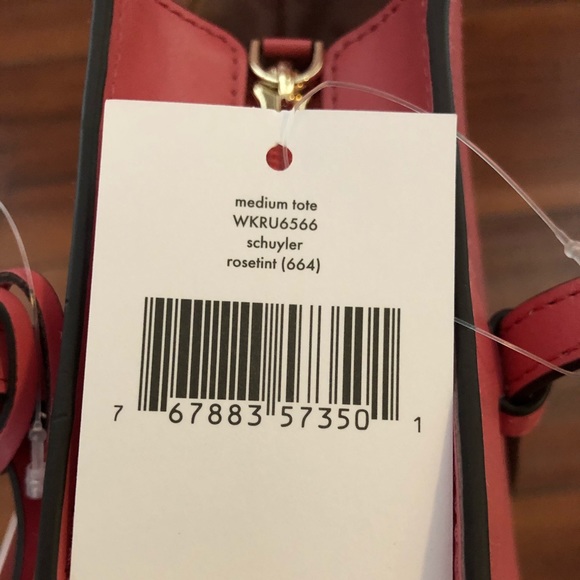 medium tote
WKRU6566
schuyler
rosetint (664)
7 67883 57350 1